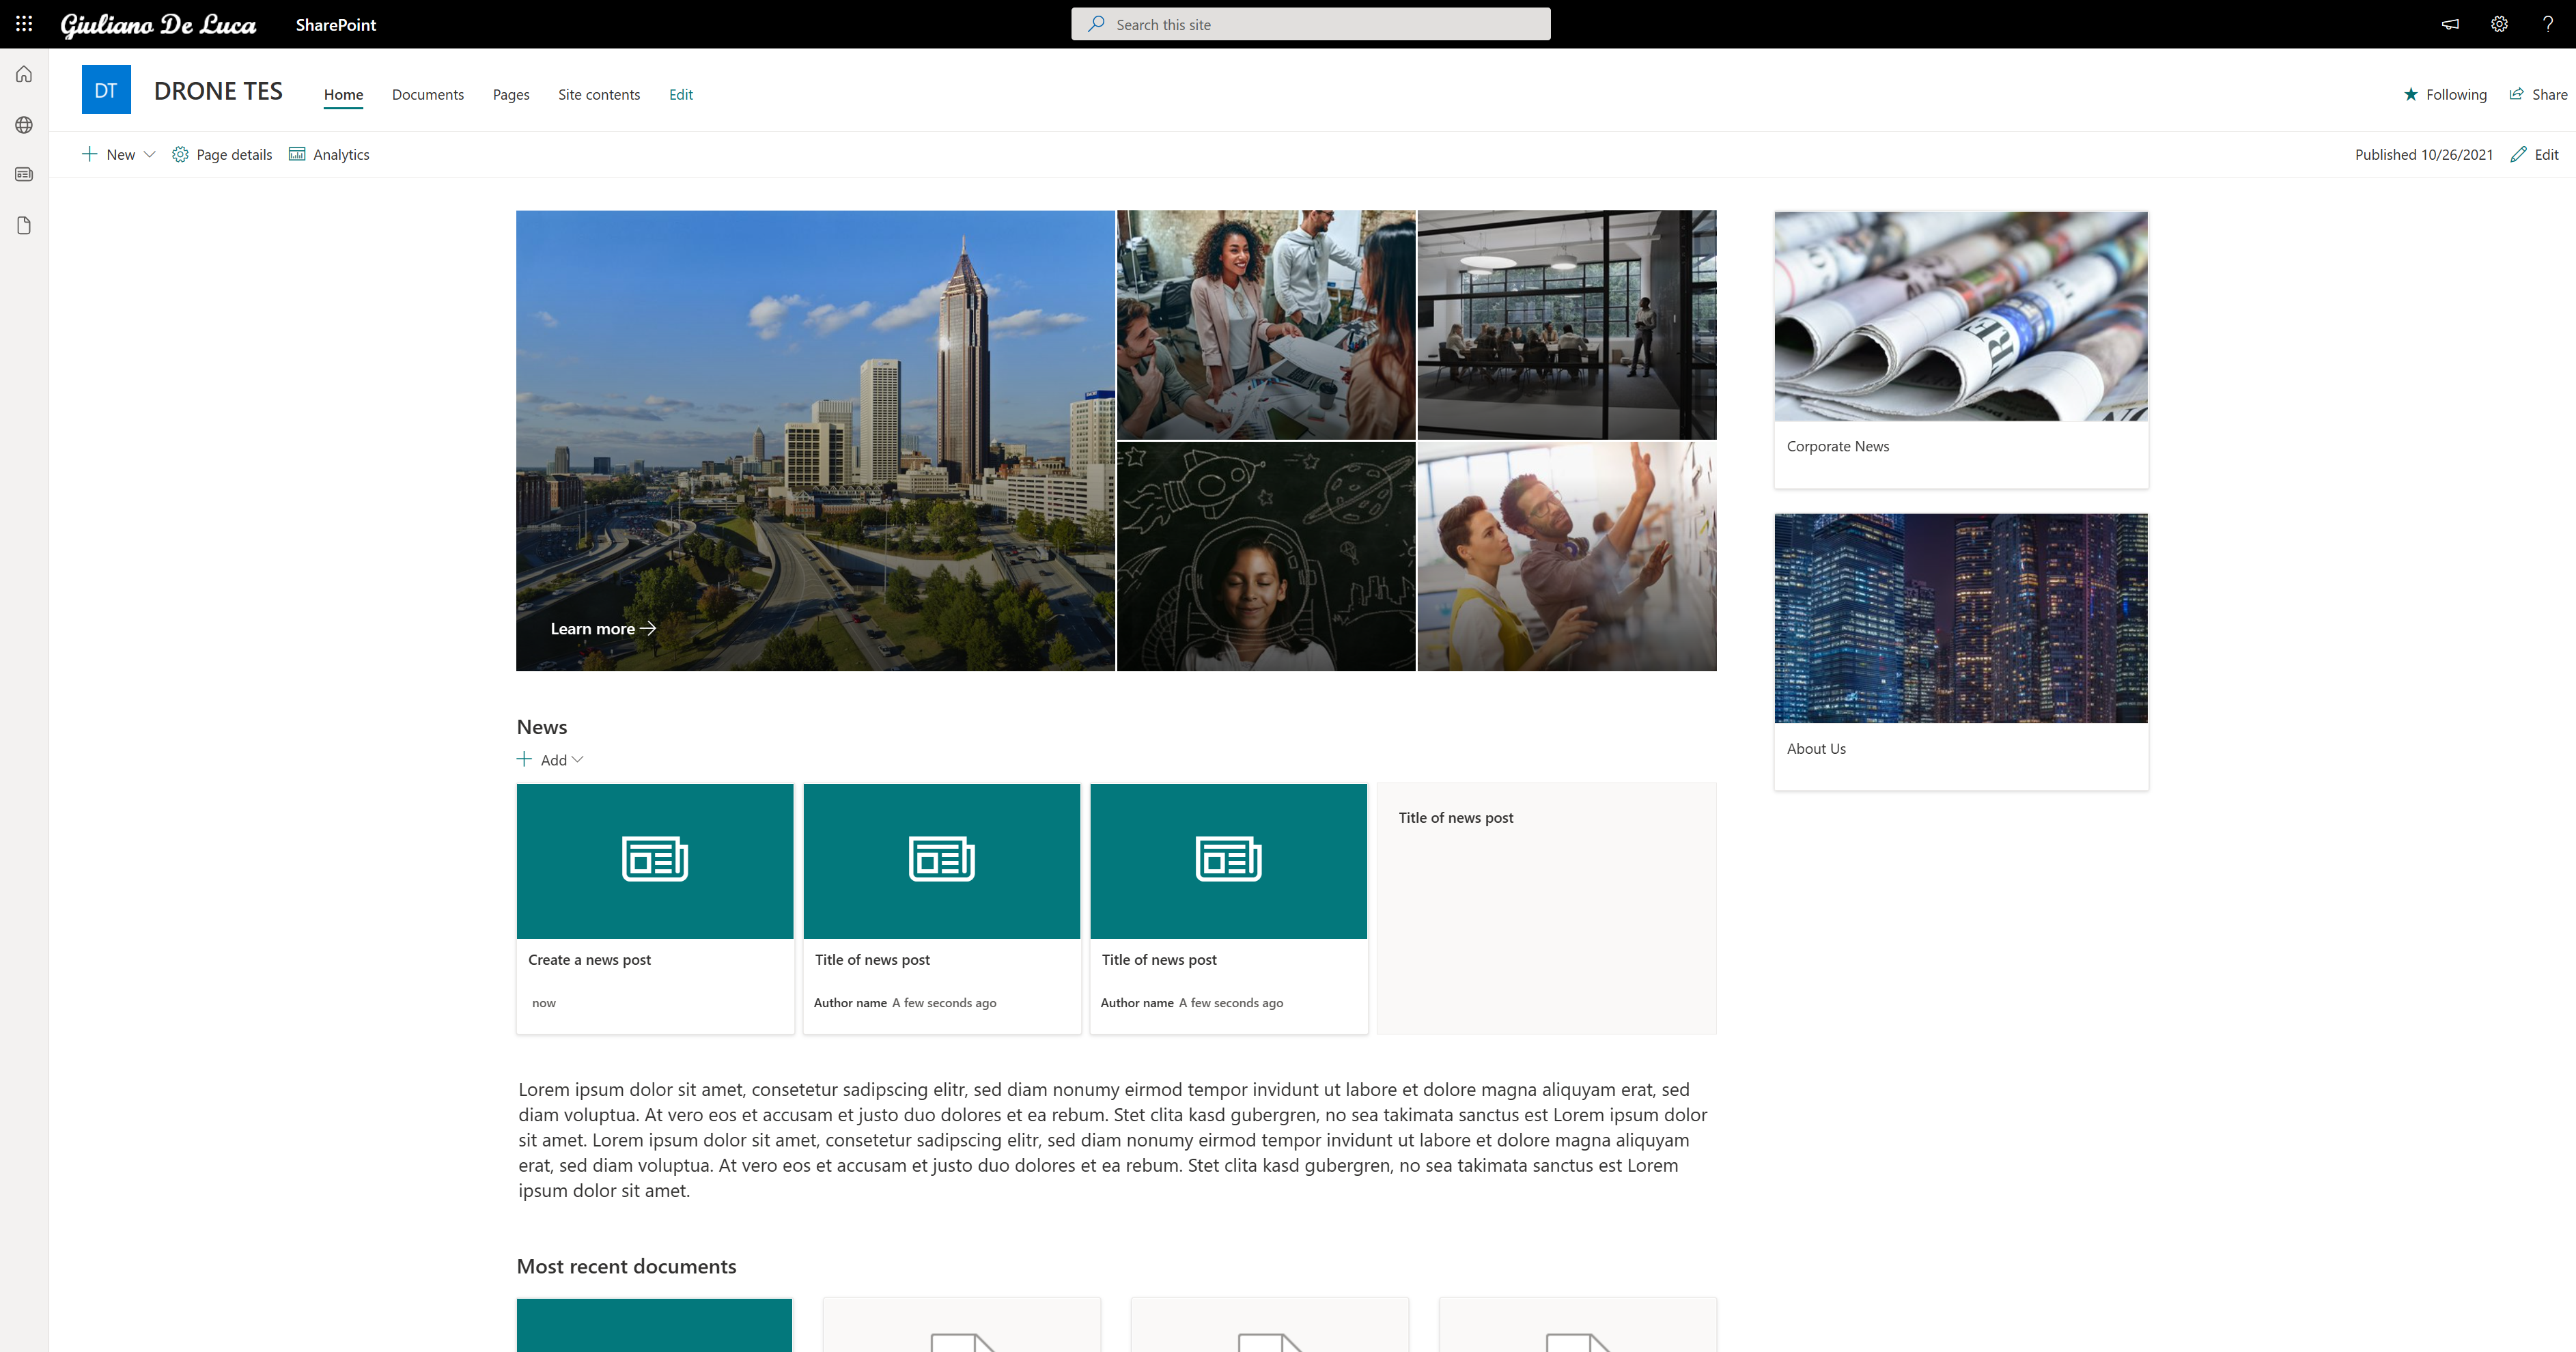 Giuliano De Luca
SharePoint
Search this site
DT
DRONE TES
Home
Documents
Pages
Site contents
Edit
Following
Share
New
Page details
Analytics
Published 10/26/2021
Edit
Learn more
Corporate News
About Us
News
Add
Create a news post
now
Title of news post
Author name A few seconds ago
Title of news post
Author name A few seconds ago
Title of news post
Lorem ipsum dolor sit amet, consetetur sadipscing elitr, sed diam nonumy eirmod tempor invidunt ut labore et dolore magna aliquyam erat, sed
diam voluptua. At vero eos et accusam et justo duo dolores et ea rebum. Stet clita kasd gubergren, no sea takimata sanctus est Lorem ipsum dolor
sit amet. Lorem ipsum dolor sit amet, consetetur sadipscing elitr, sed diam nonumy eirmod tempor invidunt ut labore et dolore magna aliquyam
erat, sed diam voluptua. At vero eos et accusam et justo duo dolores et ea rebum. Stet clita kasd gubergren, no sea takimata sanctus est Lorem
ipsum dolor sit amet.
Most recent documents